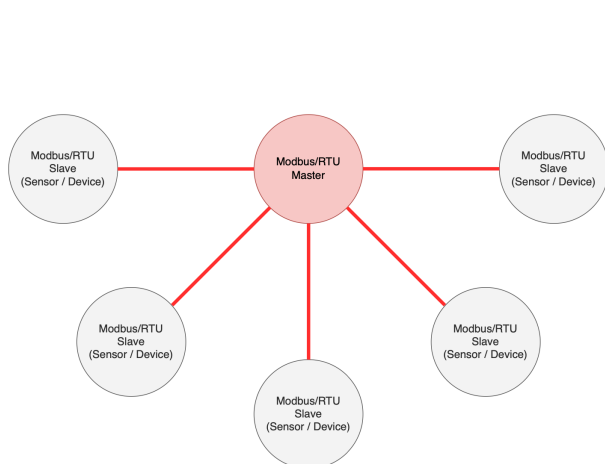 Modbus/RTU
Slave
(Sensor / Device)
Modbus/RTU
Master
Modbus/RTU
Slave
(Sensor / Device)
Modbus/RTU
Slave
(Sensor / Device)
Modbus/RTU
Slave
(Sensor / Device)
Modbus/RTU
Slave
(Sensor / Device)